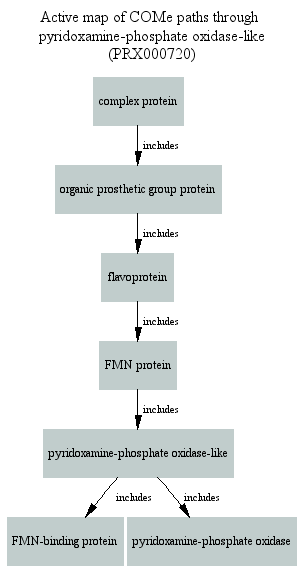 Active map of COMe paths through
pyridoxamine-phosphate oxidase-like
(PRX000720)
complex protein
includes
organic prosthetic group protein
includes
flavoprotein
includes
FMN protein
includes
pyridoxamine-phosphate oxidase-like
includes includes
FMN-binding protein pyridoxamine-phosphate oxidase